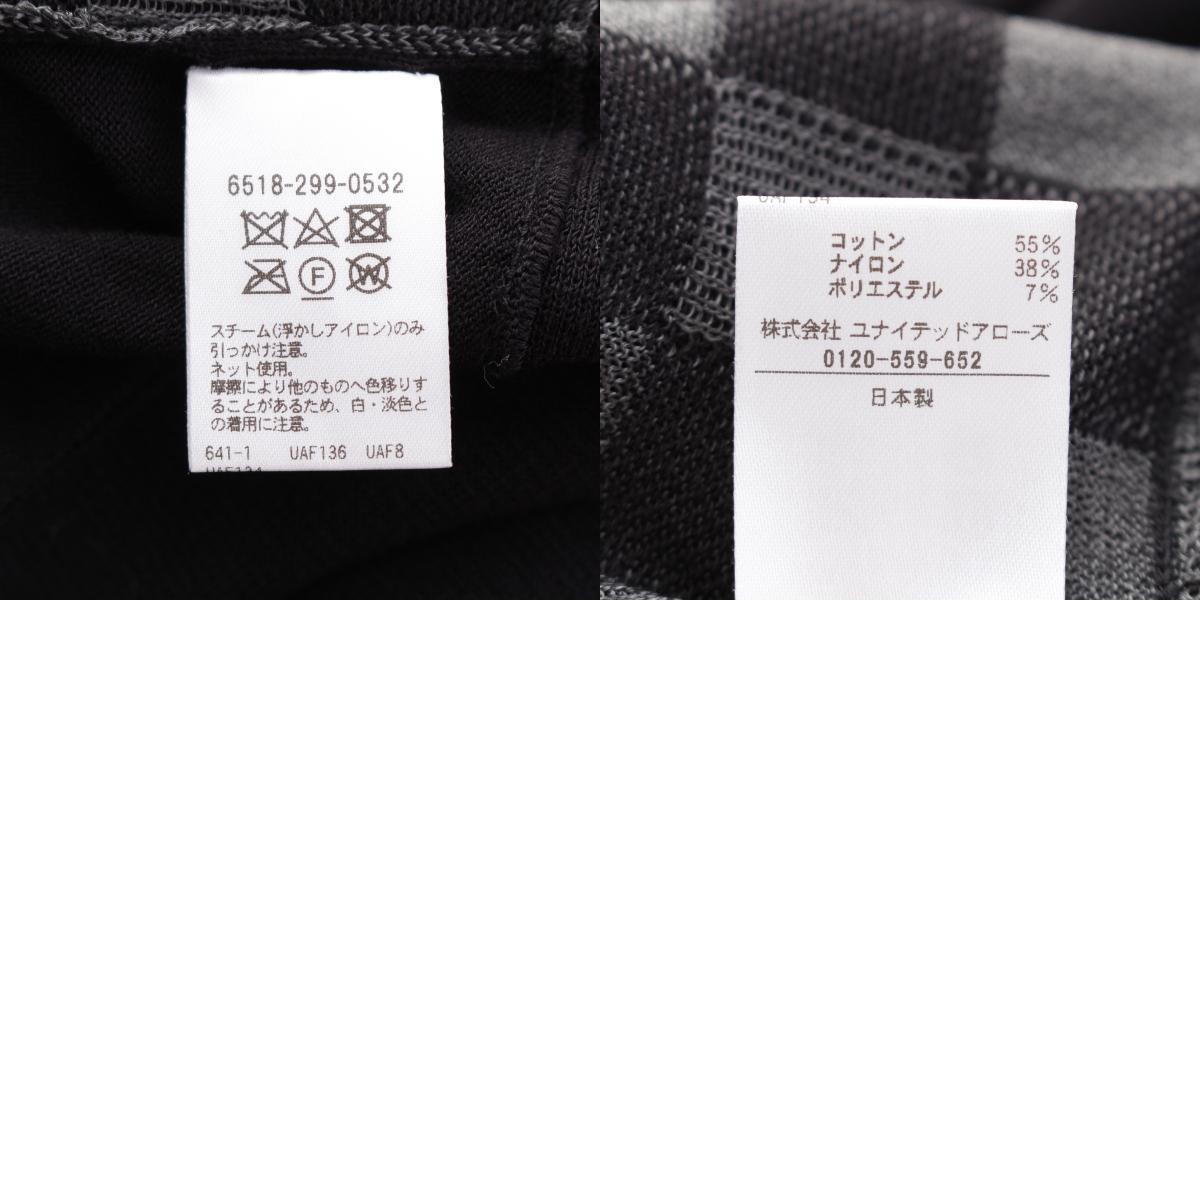 6518-299-0532
F
W
スチーム(浮かしアイロン)のみ
引っかけ注意。
ネット使用。
摩擦により他のものへ色移りす
ることがあるため、白・淡色と
の着用に注意。
641-1 UAF136 UAF8
UAF134
UAF134
コットン 55%
ナイロン 38%
ポリエステル 7%
株式会社 ユナイテッドアローズ
0120-559-652
日本製